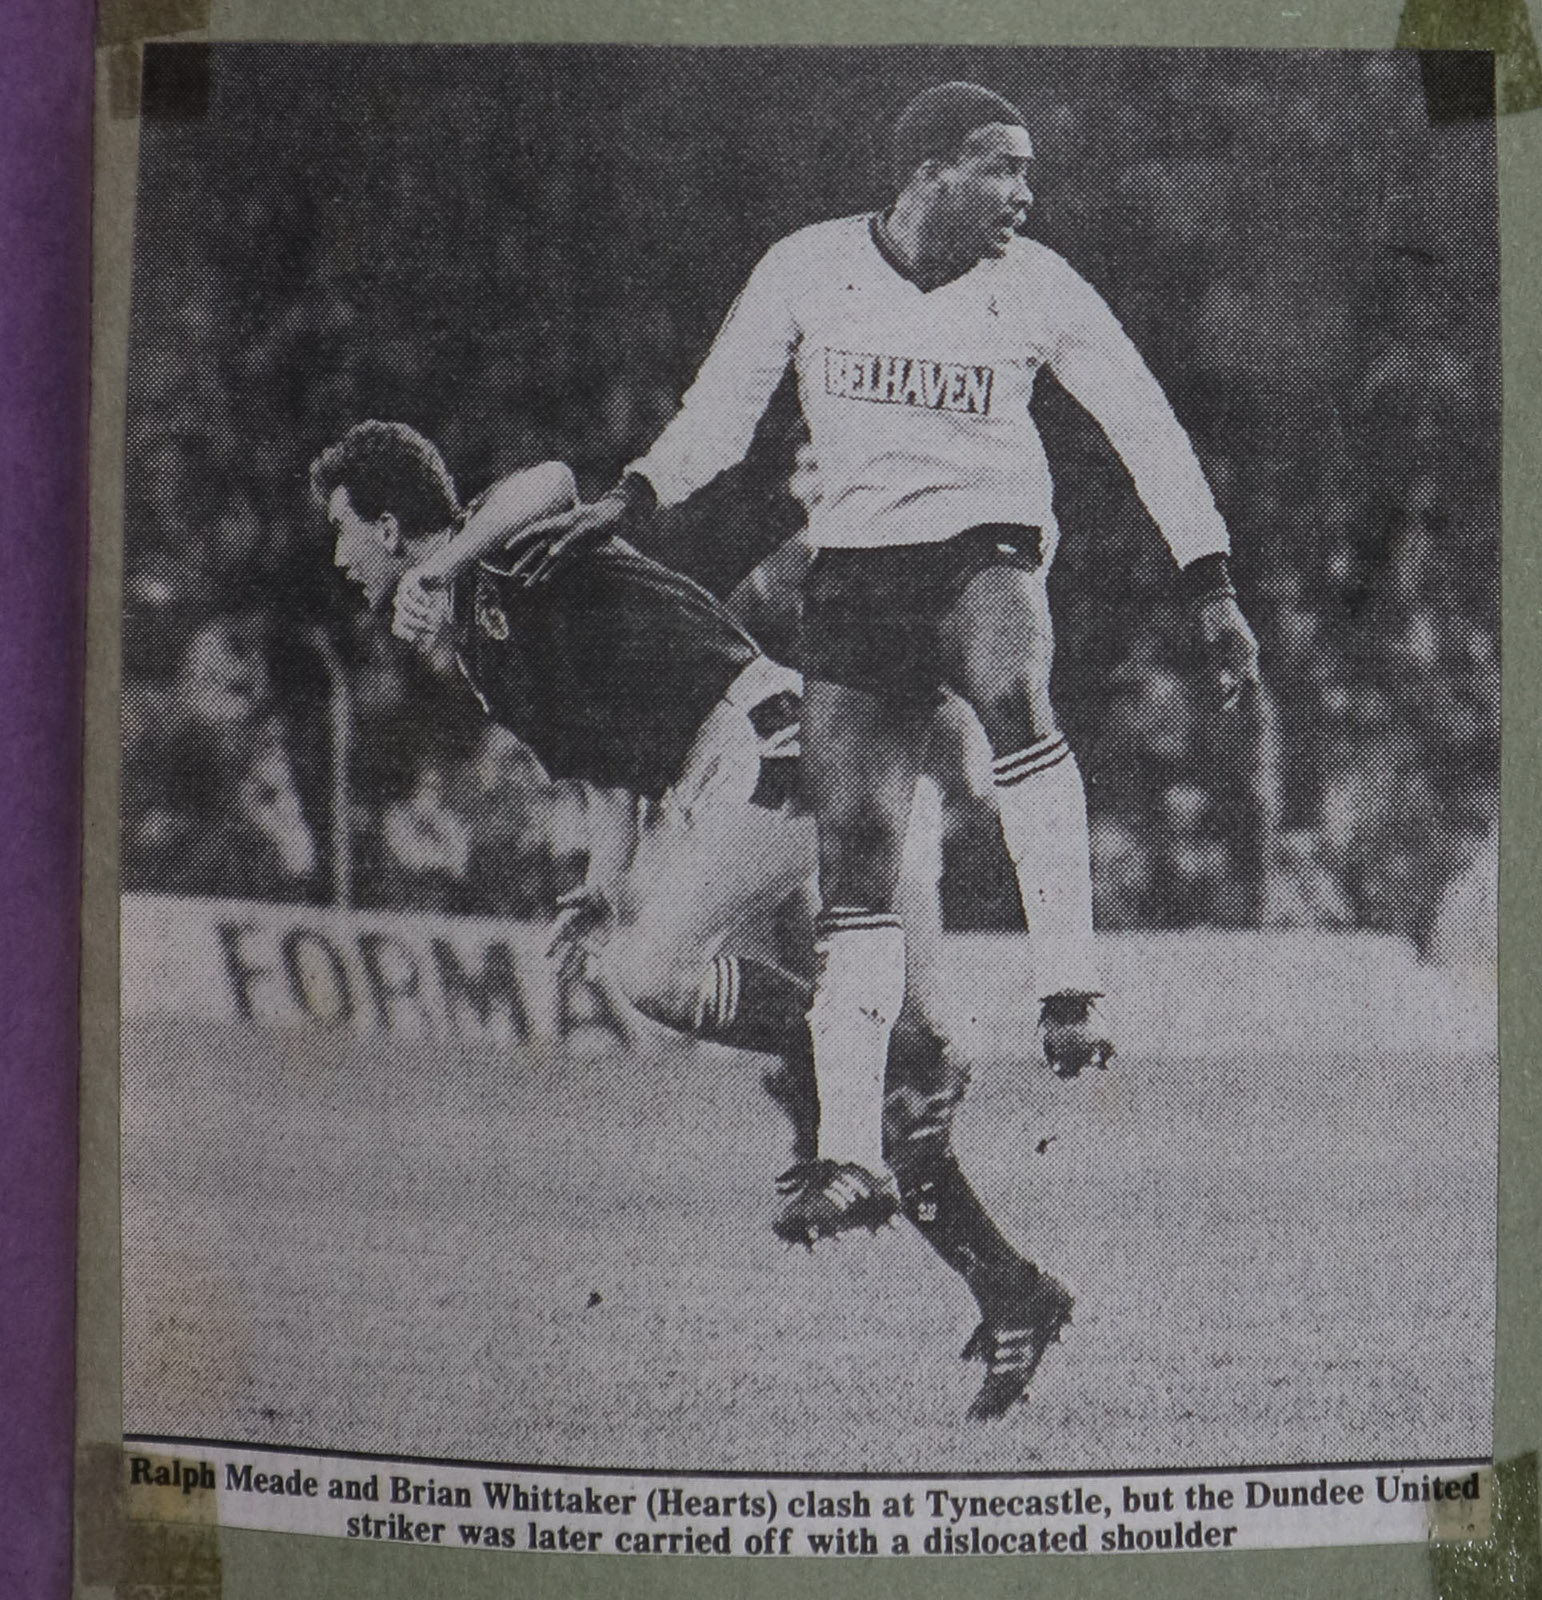 BELHAVEN
FORMA
Ralph Meade and Brian Whittaker (Hearts) clash at Tynecastle, but the Dundee United
striker was later carried off with a dislocated shoulder